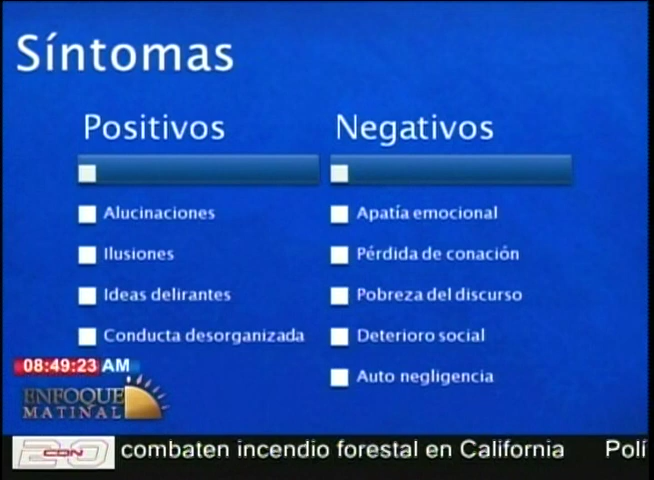 Síntomas
Positivos
Negativos
Alucinaciones
Apatía emocional
Ilusiones
Pérdida de conación
Ideas delirantes
Pobreza del discurso
Conducta desorganizada
Deterioro social
Auto negligencia
08:49:23 AM
ENFOQUE
MATINAL
CDN
combaten incendio forestal en California Polí